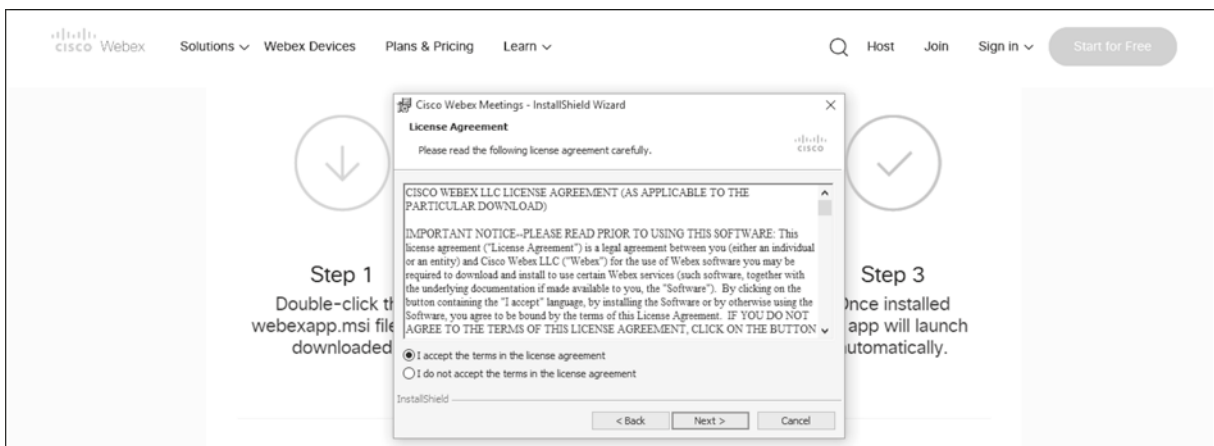 cisco Webex Solutions Webex Devices Plans & Pricing Learn Host Join Sign in Start for Free
Cisco Webex Meetings - InstallShield Wizard
License Agreement
Please read the following license agreement carefully.
CISCO
CISCO WEBEX LLC LICENSE AGREEMENT (AS APPLICABLE TO THE
PARTICULAR DOWNLOAD)
IMPORTANT NOTICE--PLEASE READ PRIOR TO USING THIS SOFTWARE: This
license agreement ("License Agreement") is a legal agreement between you (either an individual
or an entity) and Cisco Webex LLC ("Webex") for the use of Webex software you may be
required to download and install to use certain Webex services (such software, together with
the underlying documentation if made available to you, the "Software"). By clicking on the
button containing the "I accept" language, by installing the Software or by otherwise using the
Software, you agree to be bound by the terms of this License Agreement. IF YOU DO NOT
AGREE TO THE TERMS OF THIS LICENSE AGREEMENT, CLICK ON THE BUTTON
I accept the terms in the license agreement
I do not accept the terms in the license agreement
InstallShield
< Back Next > Cancel
Step 1
Double-click
webexapp.msi
downloaded
Step 3
installed
app will launch
automatically.